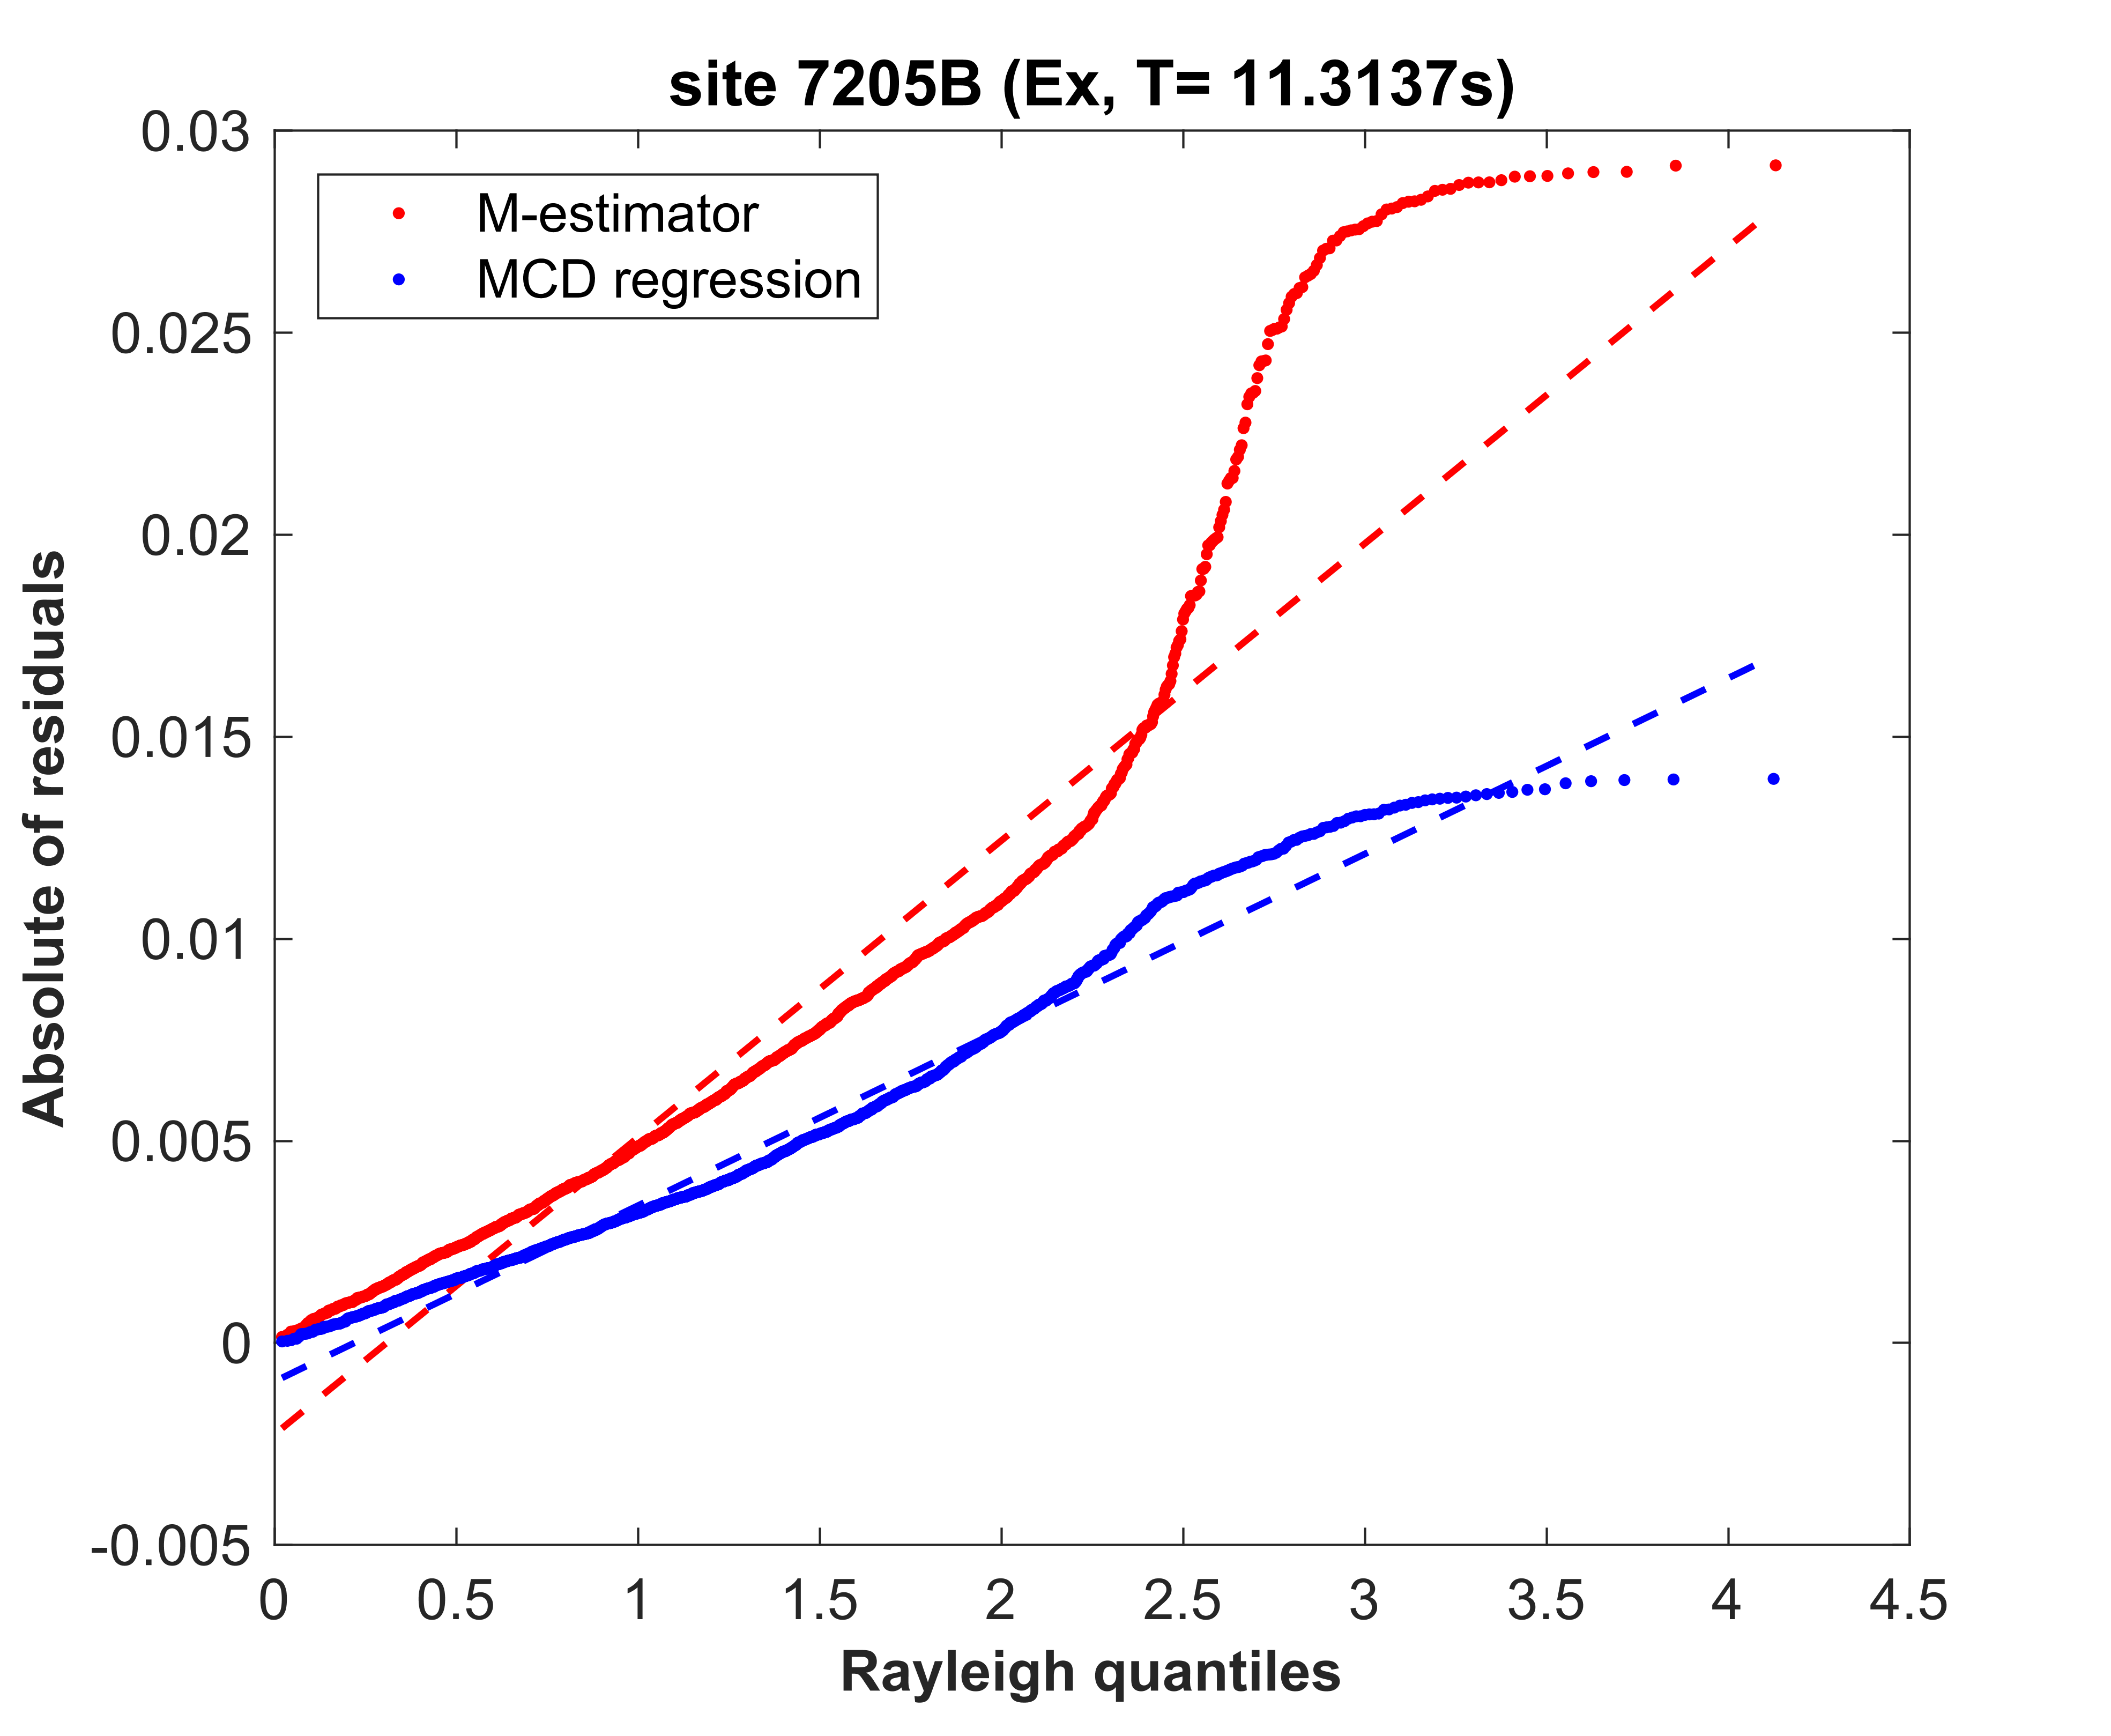 site 7205B (Ex, T= 11.3137s)
0.03
0.025
0.02
0.015
0.01
0.005
0
-0.005
Absolute of residuals
M-estimator
MCD regression
0 0.5 1 1.5 2 2.5 3 3.5 4 4.5
Rayleigh quantiles